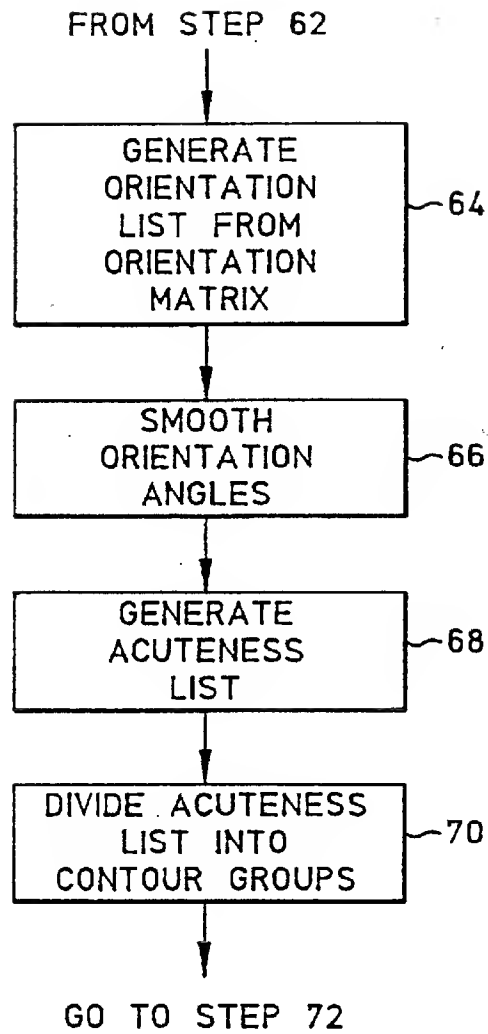 FROM STEP 62
GENERATE
ORIENTATION
LIST FROM
ORIENTATION
MATRIX
64
SMOOTH
ORIENTATION
ANGLES
66
GENERATE
ACUTENESS
LIST
68
DIVIDE ACUTENESS
LIST INTO
CONTOUR GROUPS
70
GO TO STEP 72